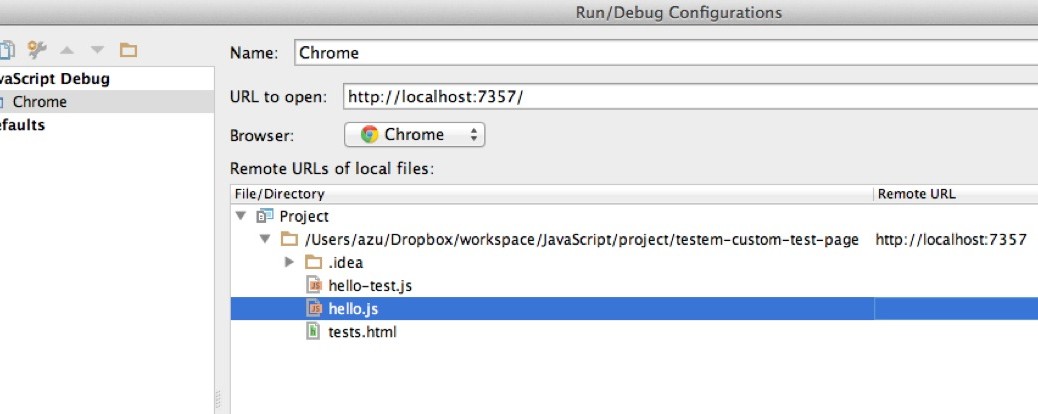 Run/Debug Configurations
Name: Chrome
vaScript Debug
Chrome
URL to open: http://localhost:7357/
efaults
Browser: Chrome
Remote URLs of local files:
File/Directory Remote URL
Project
/Users/azu/Dropbox/workspace/JavaScript/project/testem-custom-test-page http://localhost:7357
.idea
hello-test.js
hello.js
tests.html